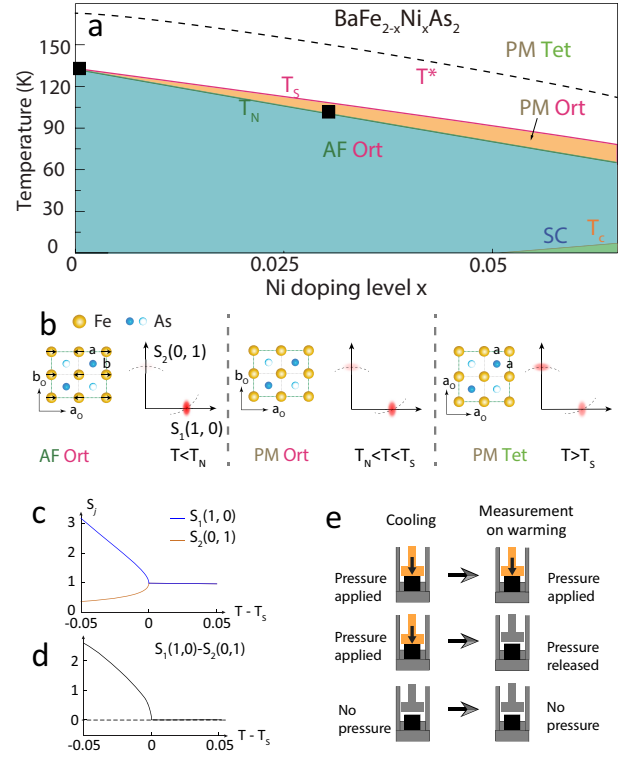 a
BaFe2-xNixAs2
PM Tet
T*
TS
TN
PM Ort
AF Ort
SC
Tc
Temperature (K)
150
120
90
60
30
0
0
0.025
0.05
Ni doping level x
b
Fe
As
a
b
bo
ao
S2(0, 1)
S1(1, 0)
AF Ort
T<TN
bo
ao
PM Ort
TN<T<TS
a
a
ao
ao
PM Tet
T>TS
c
Sj
S1(1, 0)
S2(0, 1)
3
2
1
0
-0.05
0
0.05
T - TS
d
S1(1,0)-S2(0,1)
2
1
0
-0.05
0
0.05
T - TS
e
Cooling
Measurement
on warming
Pressure
applied
Pressure
applied
Pressure
applied
Pressure
released
No
pressure
No
pressure